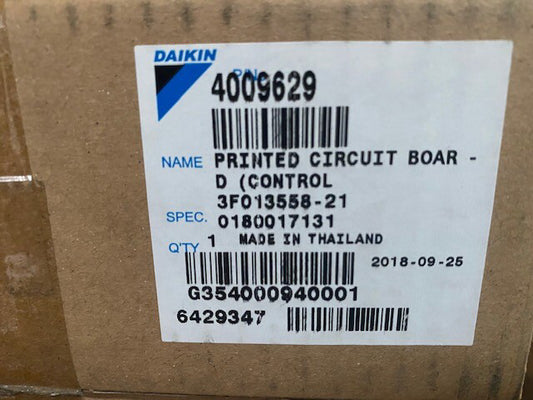 DAIKIN
P/No.
4009629
NAME PRINTED CIRCUIT BOAR -
D (CONTROL
3F013558-21
SPEC. 0180017131
Q'TY 1 MADE IN THAILAND
2018-09-25
G354000940001
6429347